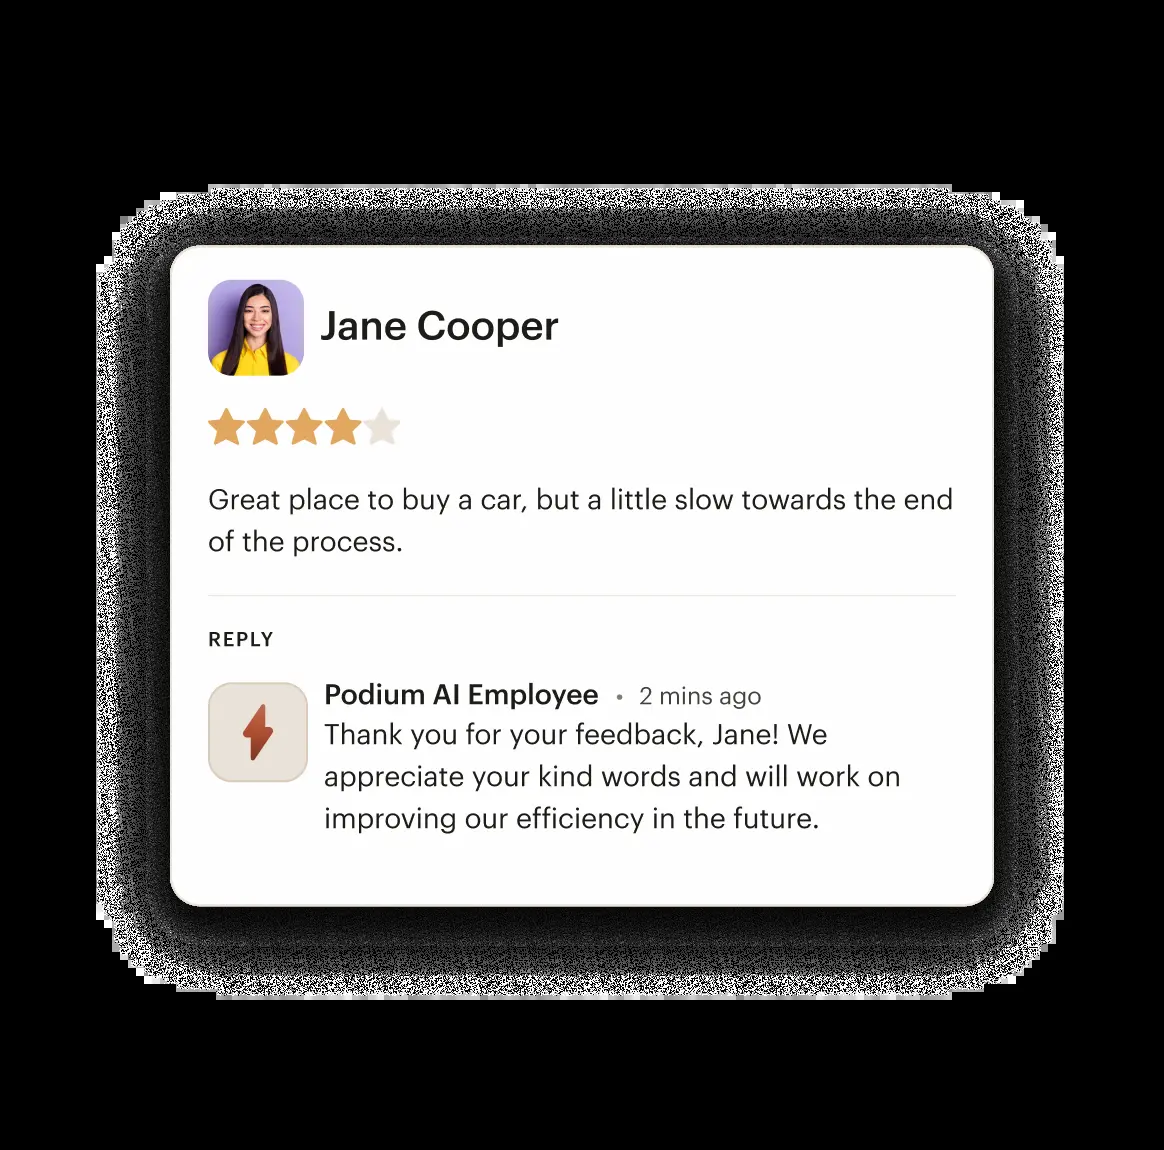 Jane Cooper
Great place to buy a car, but a little slow towards the end
of the process.
REPLY
Podium AI Employee • 2 mins ago
Thank you for your feedback, Jane! We
appreciate your kind words and will work on
improving our efficiency in the future.